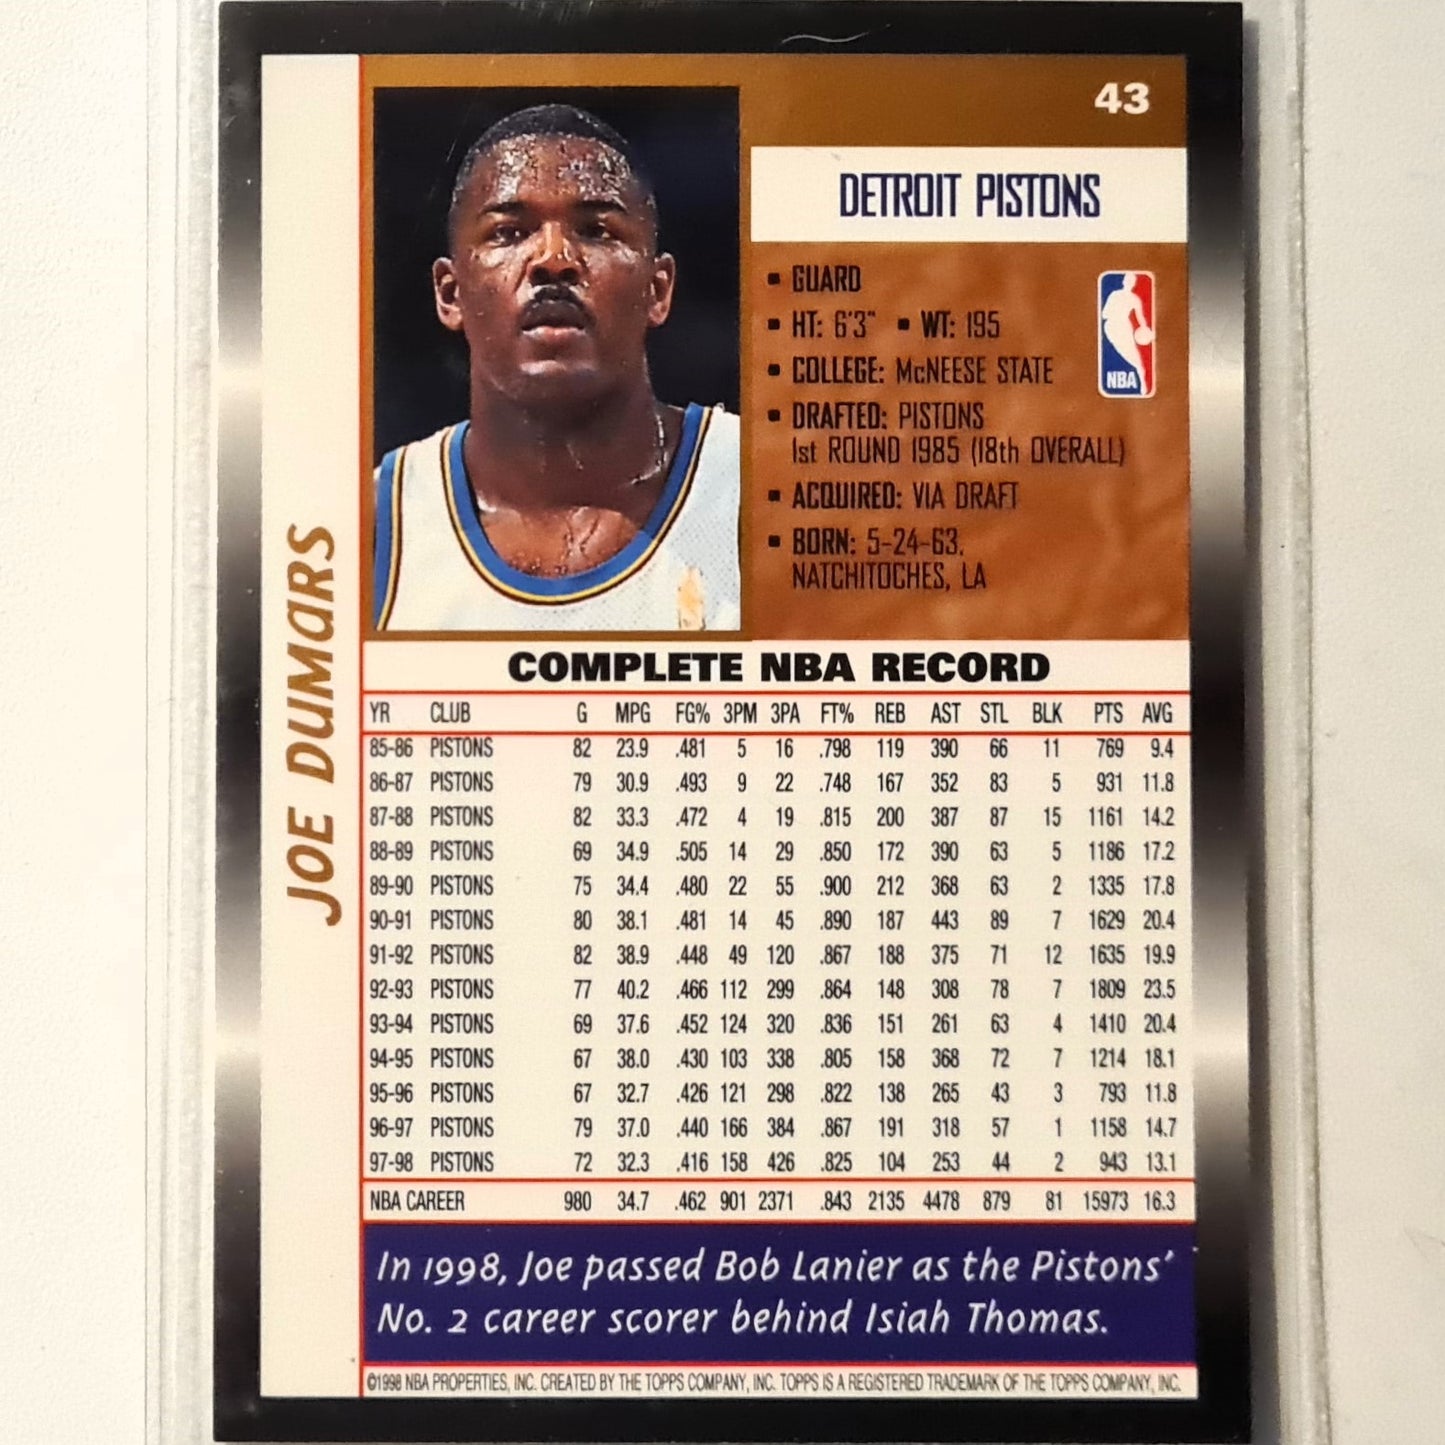 43
DETROIT PISTONS
▪ GUARD
▪ HT: 6'3" ▪ WT: 195
▪ COLLEGE: McNEESE STATE
▪ DRAFTED: PISTONS
1st ROUND 1985 (18th OVERALL)
▪ ACQUIRED: VIA DRAFT
▪ BORN: 5-24-63,
NATCHITOCHES, LA
NBA
JOE DUMARS
COMPLETE NBA RECORD
YR CLUB G MPG FG% 3PM 3PA FT% REB AST STL BLK PTS AVG
85-86 PISTONS 82 23.9 .481 5 16 .798 119 390 66 11 769 9.4
86-87 PISTONS 79 30.9 .493 9 22 .748 167 352 83 5 931 11.8
87-88 PISTONS 82 33.3 .472 4 19 .815 200 387 87 15 1161 14.2
88-89 PISTONS 69 34.9 .505 14 29 .850 172 390 63 5 1186 17.2
89-90 PISTONS 75 34.4 .480 22 55 .900 212 368 63 2 1335 17.8
90-91 PISTONS 80 38.1 .481 14 45 .890 187 443 89 7 1629 20.4
91-92 PISTONS 82 38.9 .448 49 120 .867 188 375 71 12 1635 19.9
92-93 PISTONS 77 40.2 .466 112 299 .864 148 308 78 7 1809 23.5
93-94 PISTONS 69 37.6 .452 124 320 .836 151 261 63 4 1410 20.4
94-95 PISTONS 67 38.0 .430 103 338 .805 158 368 72 7 1214 18.1
95-96 PISTONS 67 32.7 .426 121 298 .822 138 265 43 3 793 11.8
96-97 PISTONS 79 37.0 .440 166 384 .867 191 318 57 1 1158 14.7
97-98 PISTONS 72 32.3 .416 158 426 .825 104 253 44 2 943 13.1
NBA CAREER 980 34.7 .462 901 2371 .843 2135 4478 879 81 15973 16.3
In 1998, Joe passed Bob Lanier as the Pistons'
No. 2 career scorer behind Isiah Thomas.
©1998 NBA PROPERTIES, INC. CREATED BY THE TOPPS COMPANY, INC. TOPPS IS A REGISTERED TRADEMARK OF THE TOPPS COMPANY, INC.